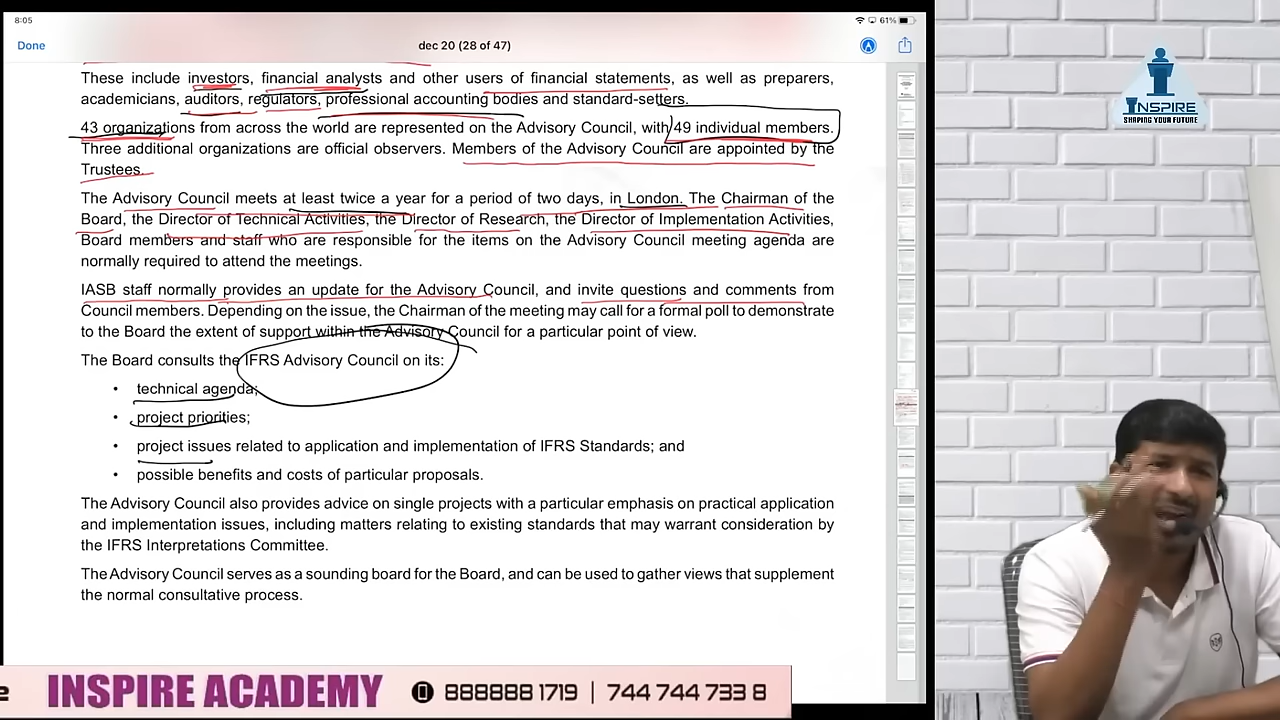 8:05
61%
Done
dec 20 (28 of 47)
These include investors, financial analysts and other users of financial statements, as well as preparers,
academicians, auditors, regulators, professional accounting bodies and standard-setters.
43 organizations from across the world are represented on the Advisory Council with 49 individual members.
Three additional organizations are official observers. Members of the Advisory Council are appointed by the
Trustees.
The Advisory Council meets at least twice a year for a period of two days, in London. The Chairman of the
Board, the Director of Technical Activities, the Director of Research, the Director of Implementation Activities,
Board members and staff who are responsible for the items on the Advisory Council meeting agenda are
normally required to attend the meetings.
IASB staff normally provides an update to the Advisory Council, and invite questions and comments from
Council members. Depending on the issue, the Chairman of the meeting may call for a formal poll to demonstrate
to the Board the extent of support within the Advisory Council for a particular point of view.
The Board consults the IFRS Advisory Council on its:
• technical agenda;
• project priorities;
project issues related to application and implementation of IFRS Standards; and
possible benefits and costs of particular proposals.
The Advisory Council also provides advice on single projects with a particular emphasis on practical application
and implementation issues, including matters relating to existing standards that may warrant consideration by
the IFRS Interpretations Committee.
The Advisory Council serves as a sounding board for the Board, and can be used to gather views that supplement
the normal consultative process.
INSPIRE
SHAPING YOUR FUTURE
e INSPIRE ACADEMY 888888 1719 | 744 744 733 8